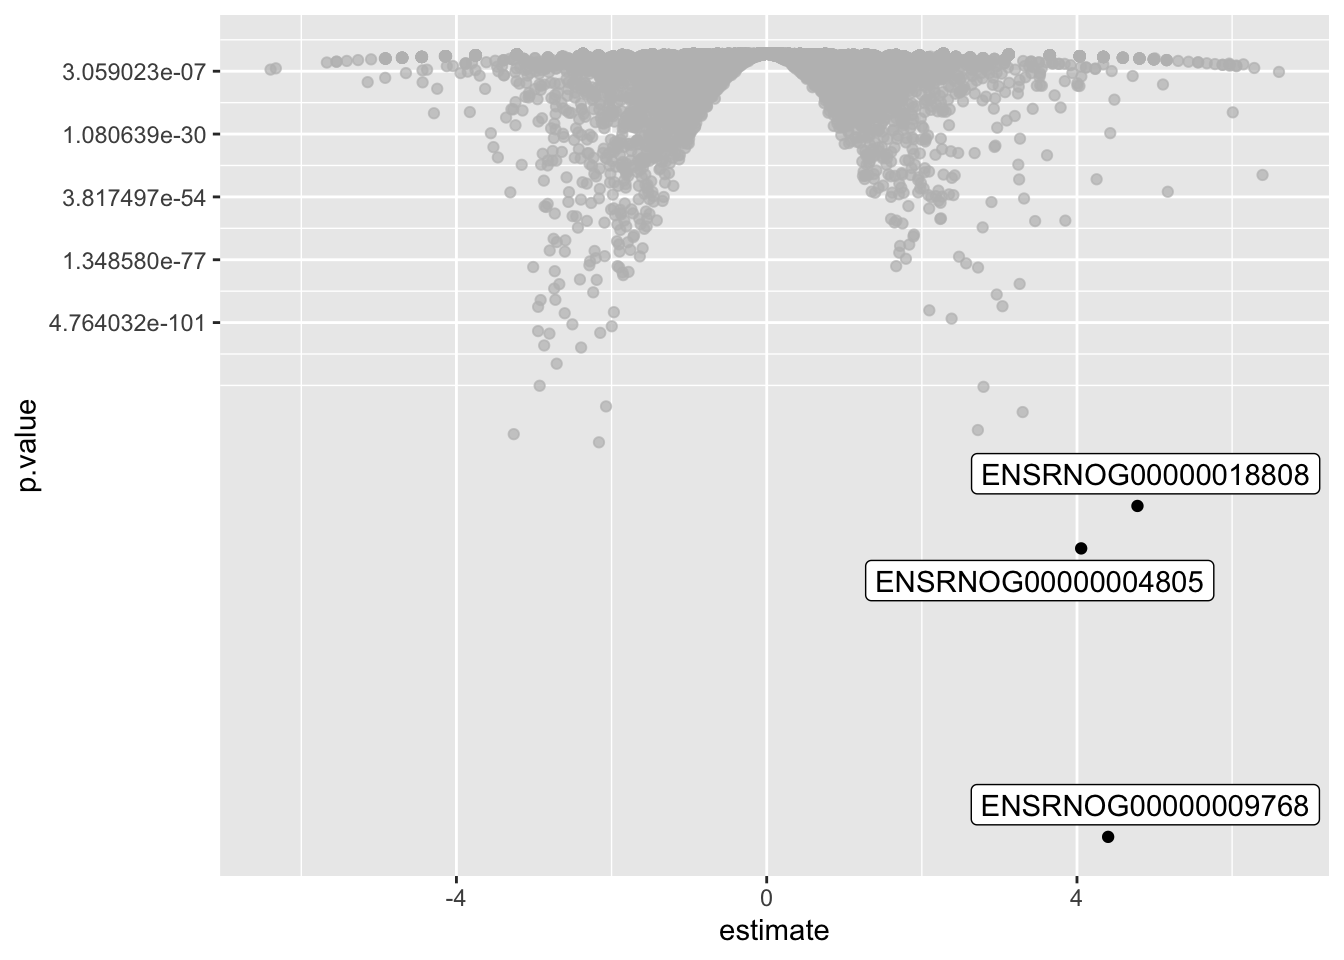 3.059023e-07
1.080639e-30
3.817497e-54
1.348580e-77
4.764032e-101
p.value
ENSRNOG00000018808
ENSRNOG00000004805
ENSRNOG00000009768
-4
0
4
estimate